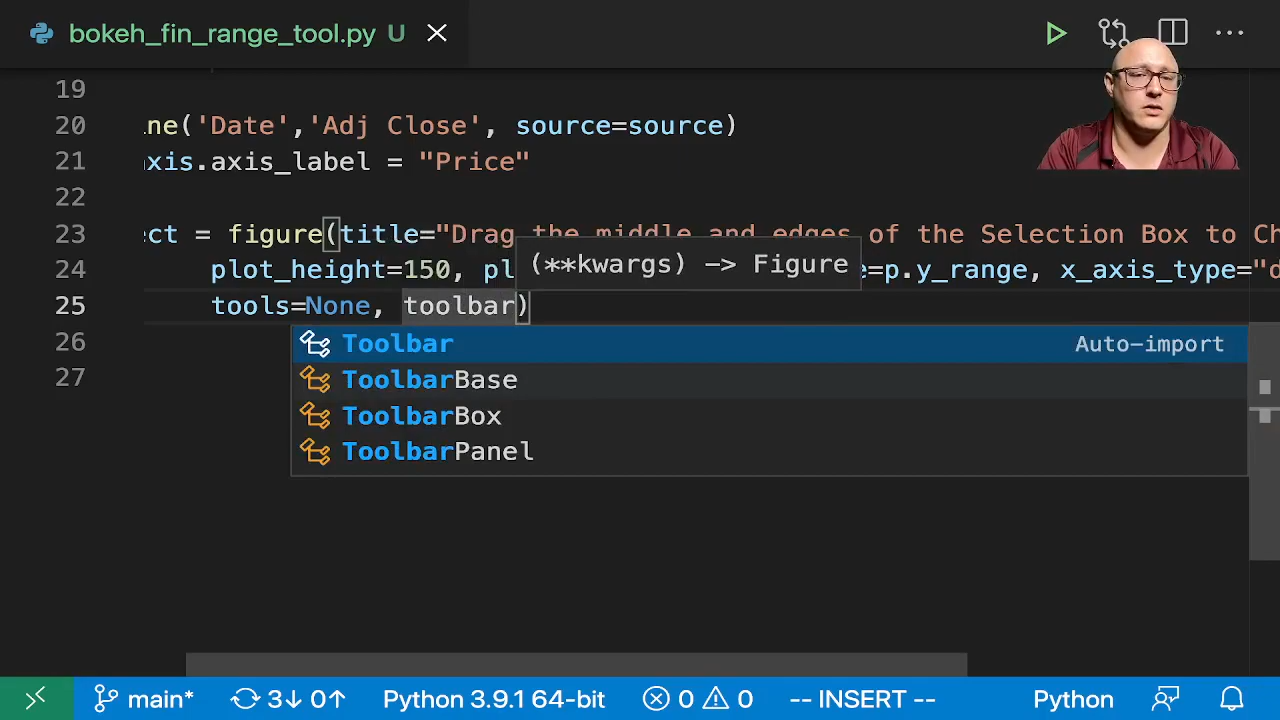 bokeh_fin_range_tool.py U
19
20 ine('Date','Adj Close', source=source)
21 axis.axis_label = "Price"
22
23 ect = figure(title="Drag the middle and edges of the Selection Box to Ch
(**kwargs) —> Figure
24 plot_height=150, pl =p.y_range, x_axis_type="d
25 tools=None, toolbar)
26 Toolbar Auto-import
27 ToolbarBase
ToolbarBox
ToolbarPanel
main* 3↓ 0↑ Python 3.9.1 64-bit 0 0 -- INSERT -- Python